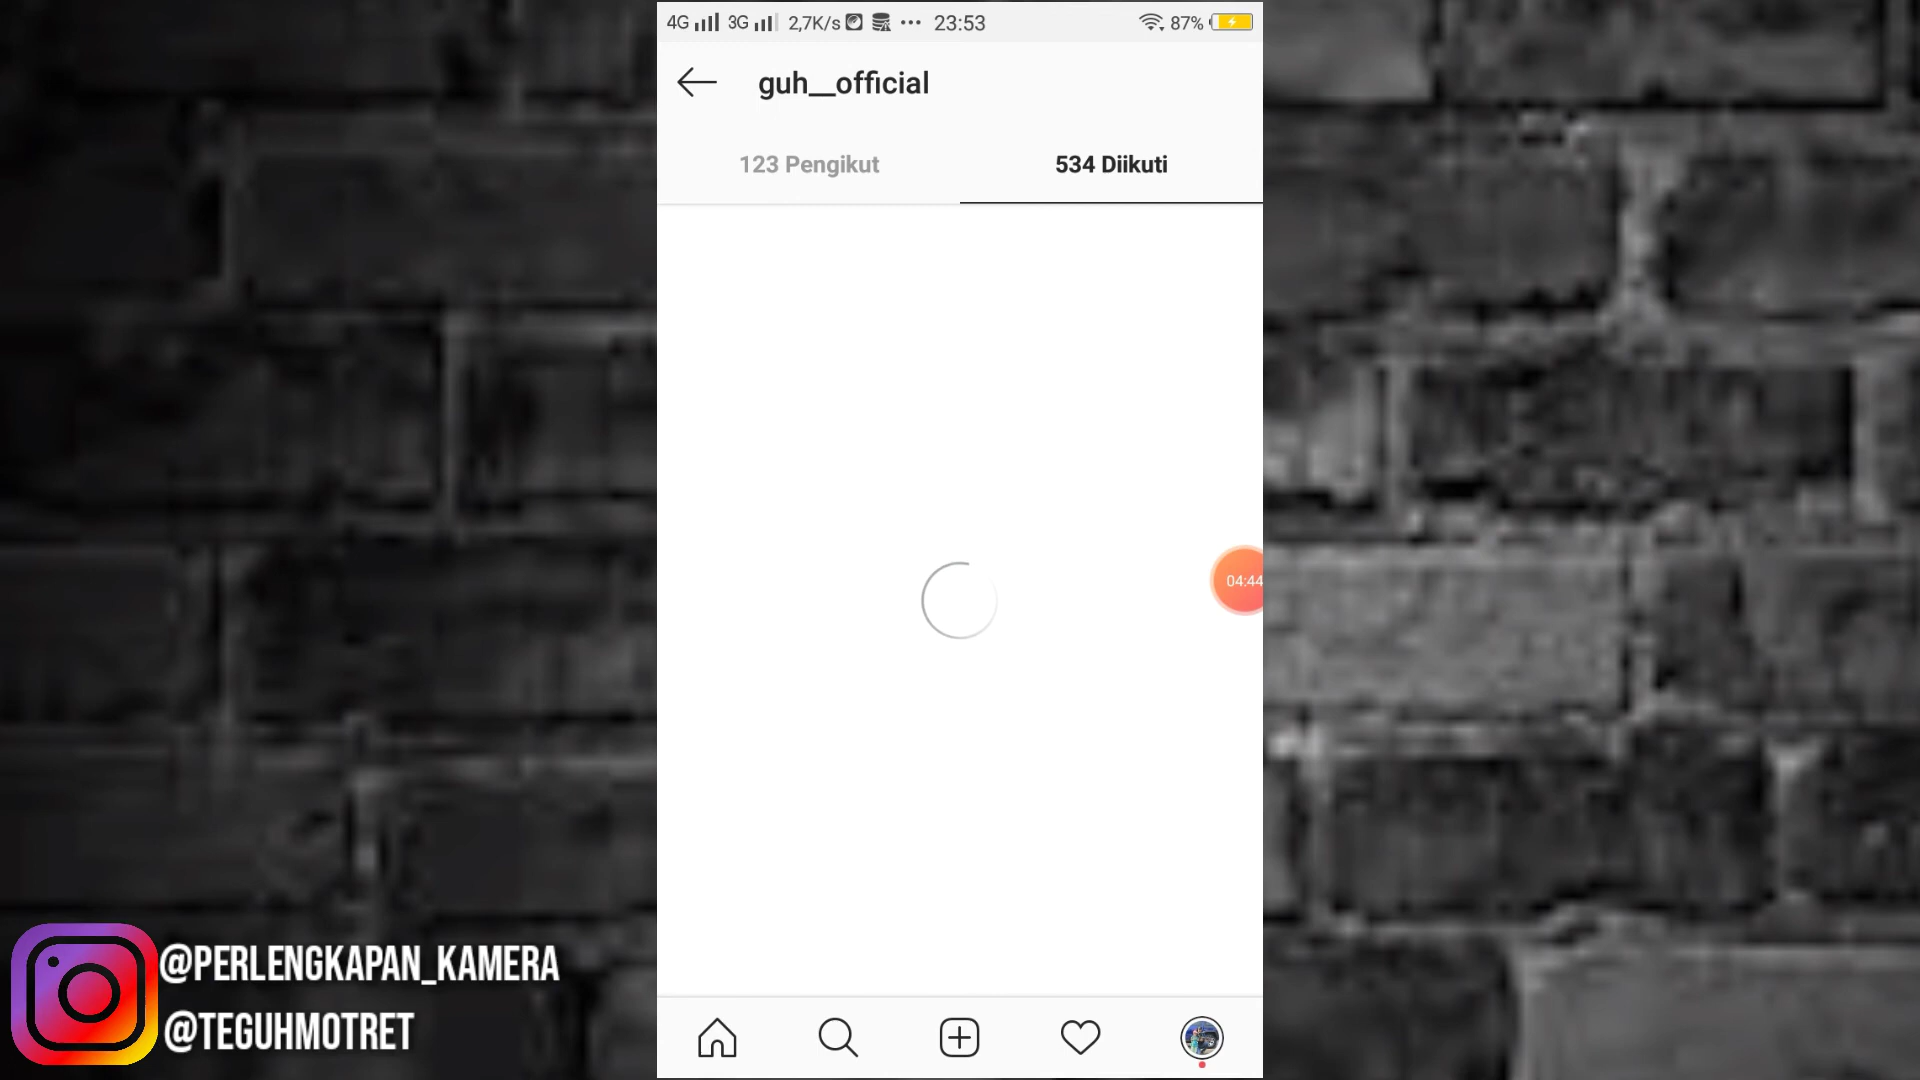 4G 3G 2,7K/s 23:53 87%
guh__official
123 Pengikut 534 Diikuti
04:44
@PERLENGKAPAN_KAMERA
@TEGUHMOTRET